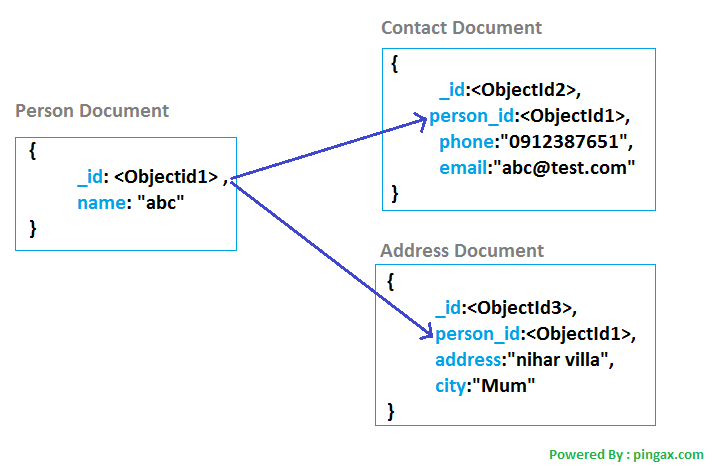 Person Document
{
_id: <Objectid1> ,
name: "abc"
}
Contact Document
{
_id:<ObjectId2>,
person_id:<ObjectId1>,
phone:"0912387651",
email:"abc@test.com"
}
Address Document
{
_id:<ObjectId3>,
person_id:<ObjectId1>,
address:"nihar villa",
city:"Mum"
}
Powered By : pingax.com